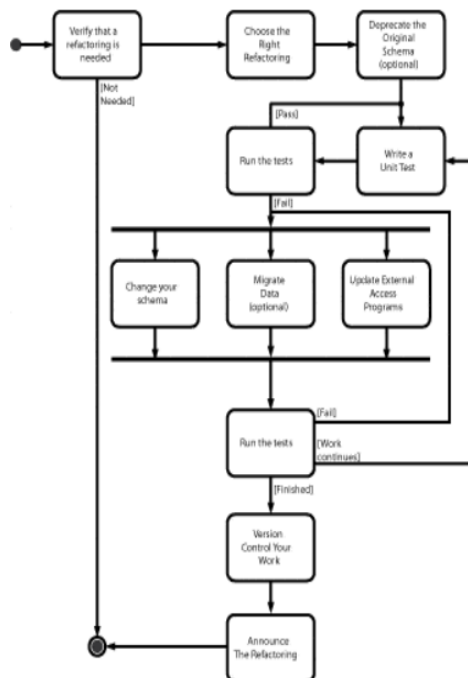 Verify that a
refactoring is
needed
Choose the
Right
Refactoring
Deprecate the
Original
Schema
(optional)
[Not
Needed]
[Pass]
Run the tests
Write a
Unit Test
[Fail]
Change your
schema
Migrate
Data
(optional)
Update External
Access
Programs
[Fail]
Run the tests
[Work
continues]
[Finished]
Version
Control Your
Work
Announce
The Refactoring